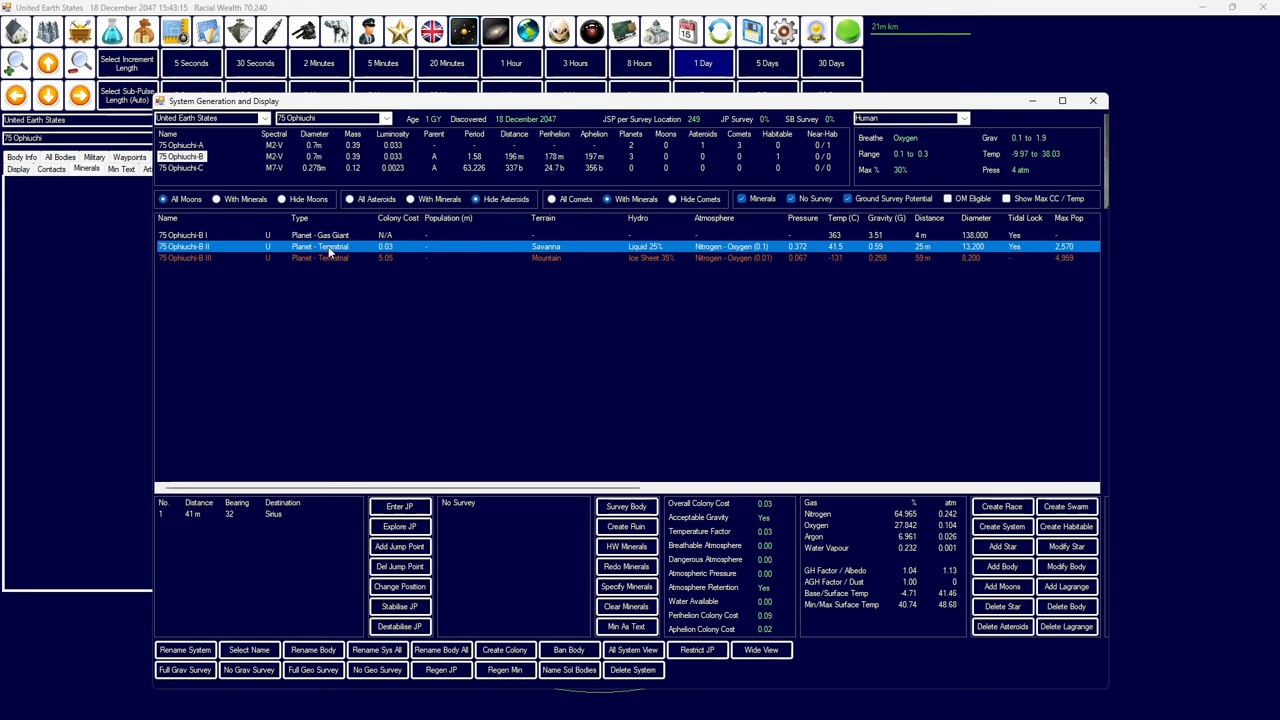 United Earth States   18 December 2047 15:43:15   Racial Wealth 70,240
21m km
Select Increment Length
5 Seconds
30 Seconds
2 Minutes
5 Minutes
20 Minutes
1 Hour
3 Hours
8 Hours
1 Day
5 Days
30 Days
Select Sub-Pulse Length (Auto)
United Earth States
75 Ophiuchi
Body Info All Bodies Military Waypoints
Display Contacts Minerals Min Text
System Generation and Display
United Earth States 75 Ophiuchi Age 1 GY Discovered 18 December 2047 JSP per Survey Location 249 JP Survey 0% SB Survey 0% Human
Name Spectral Diameter Mass Luminosity Parent Period Distance Perihelion Aphelion Planets Moons Asteroids Comets Habitable Near-Hab
75 Ophiuchi-A M2-V 0.7m 0.39 0.033 - - - - - 2 0 1 3 0 0 / 1
75 Ophiuchi-B M2-V 0.7m 0.39 0.033 A 1.58 196 m 178 m 197 m 3 0 0 0 1 0 / 0
75 Ophiuchi-C M7-V 0.278m 0.12 0.0023 A 63,226 337 b 24.7 b 356 b 0 0 0 0 0 0 / 0
Breathe Oxygen Grav 0.1 to 1.9
Range 0.1 to 0.3 Temp -9.97 to 38.03
Max % 30% Press 4 atm
All Moons With Minerals Hide Moons All Asteroids With Minerals Hide Asteroids All Comets With Minerals Hide Comets Minerals No Survey Ground Survey Potential OM Eligible Show Max CC / Temp
Name Type Colony Cost Population (m) Terrain Hydro Atmosphere Pressure Temp (C) Gravity (G) Distance Diameter Tidal Lock Max Pop
75 Ophiuchi-B I U Planet - Gas Giant N/A - - - - 363 3.51 4 m 138,000 Yes -
75 Ophiuchi-B II U Planet - Terrestrial 0.03 - Savanna Liquid 25% Nitrogen - Oxygen (0.1) 0.372 41.5 0.59 25 m 13,200 Yes 2,570
75 Ophiuchi-B III U Planet - Terrestrial 5.05 - Mountain Ice Sheet 35% Nitrogen - Oxygen (0.01) 0.067 -131 0.258 59 m 8,200 - 4,959
No. Distance Bearing Destination
1 41 m 32 Sirius
Enter JP
Explore JP
Add Jump Point
Del Jump Point
Change Position
Stabilise JP
Destabilise JP
No Survey
Survey Body
Create Ruin
HW Minerals
Redo Minerals
Specify Minerals
Clear Minerals
Min As Text
Overall Colony Cost 0.03
Acceptable Gravity Yes
Temperature Factor 0.03
Breathable Atmosphere 0.00
Dangerous Atmosphere 0.00
Atmospheric Pressure 0.00
Atmosphere Retention Yes
Water Available 0.00
Perihelion Colony Cost 0.09
Aphelion Colony Cost 0.02
Gas % atm
Nitrogen 64.965 0.242
Oxygen 27.842 0.104
Argon 6.961 0.026
Water Vapour 0.232 0.001
GH Factor / Albedo 1.04 1.13
AGH Factor / Dust 1.00 0
Base/Surface Temp -4.71 41.46
Min/Max Surface Temp 40.74 48.68
Create Race Create Swarm
Create System Create Habitable
Add Star Modify Star
Add Body Modify Body
Add Moons Add Lagrange
Delete Star Delete Body
Delete Asteroids Delete Lagrange
Rename System Select Name Rename Body Rename Sys All Rename Body All Create Colony Ban Body All System View Restrict JP Wide View
Full Grav Survey No Grav Survey Full Geo Survey No Geo Survey Regen JP Regen Min Name Sol Bodies Delete System